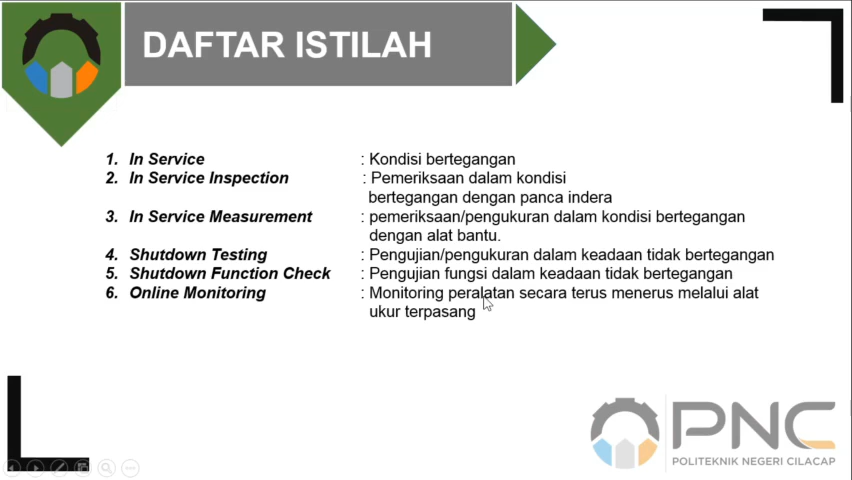 DAFTAR ISTILAH
1. In Service : Kondisi bertegangan
2. In Service Inspection : Pemeriksaan dalam kondisi
bertegangan dengan panca indera
3. In Service Measurement : pemeriksaan/pengukuran dalam kondisi bertegangan
dengan alat bantu.
4. Shutdown Testing : Pengujian/pengukuran dalam keadaan tidak bertegangan
5. Shutdown Function Check : Pengujian fungsi dalam keadaan tidak bertegangan
6. Online Monitoring : Monitoring peralatan secara terus menerus melalui alat
ukur terpasang
PNC
POLITEKNIK NEGERI CILACAP